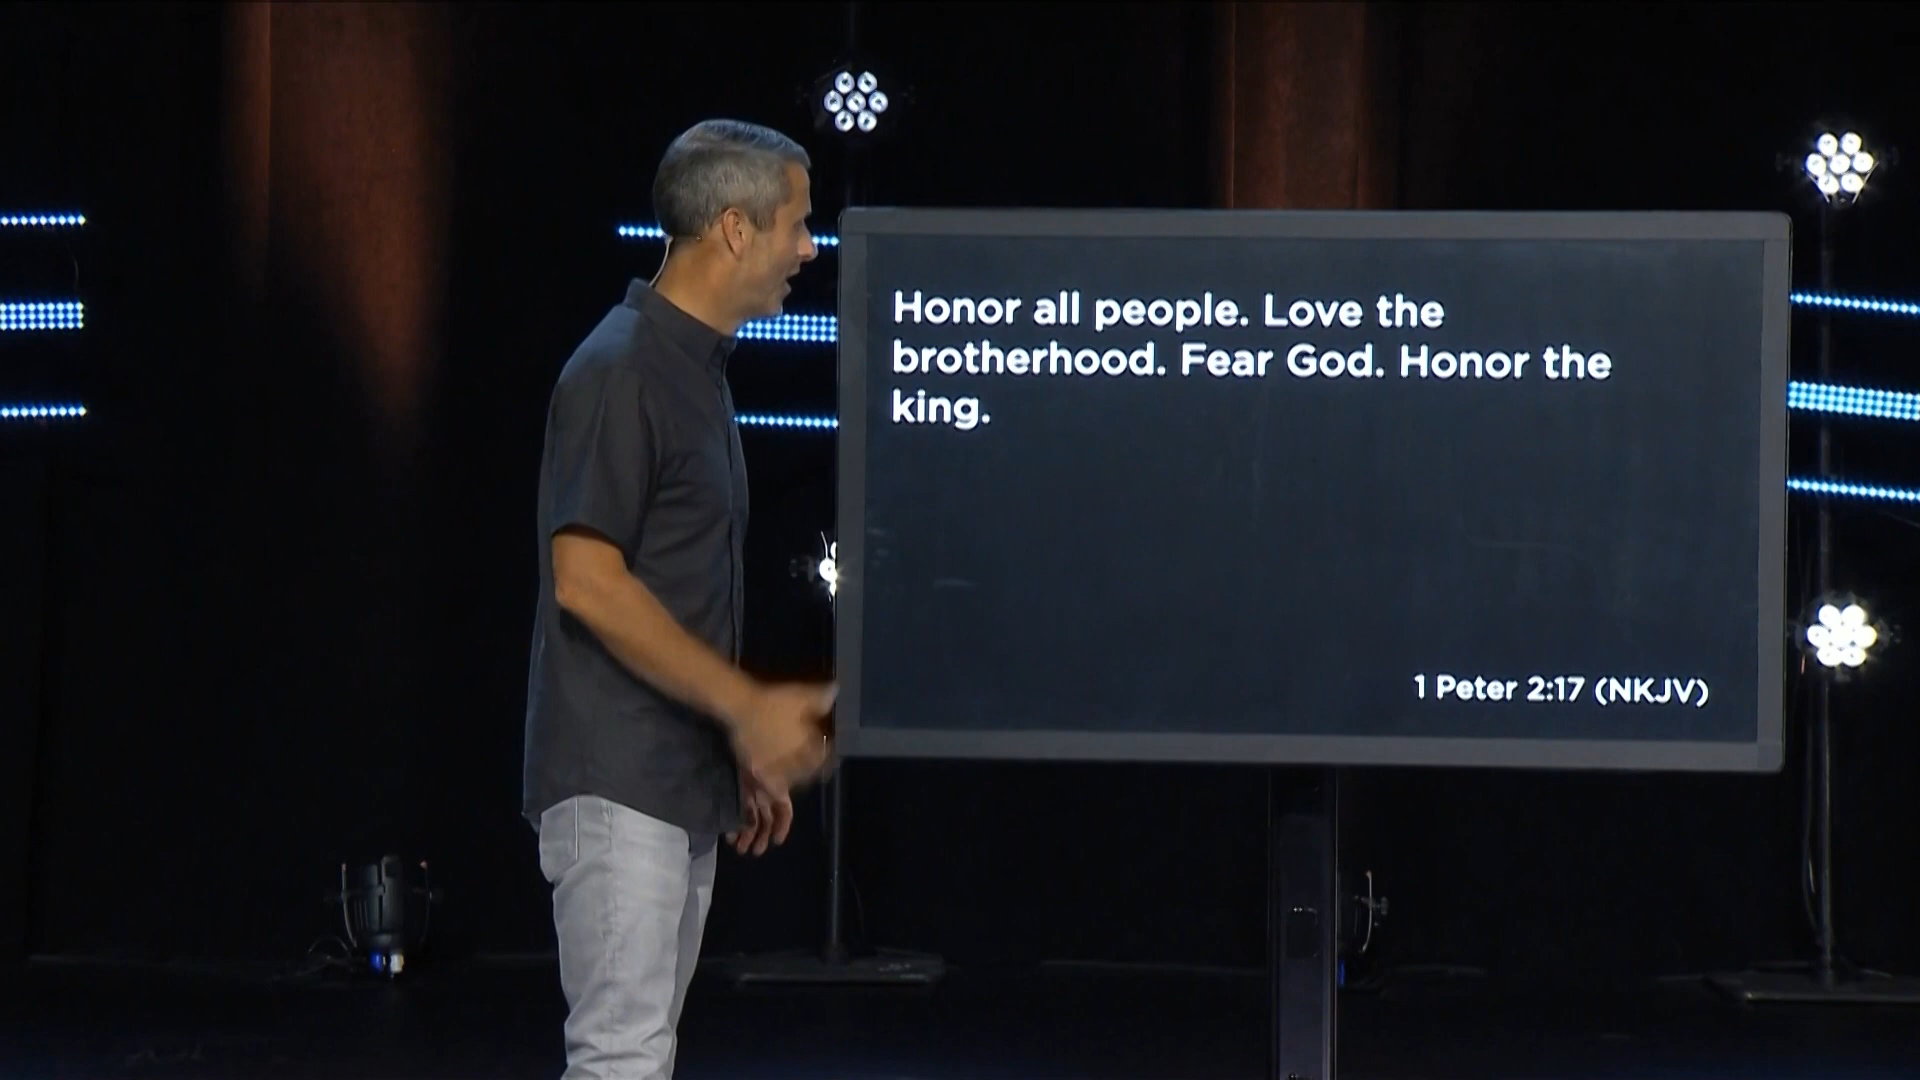 Honor all people. Love the
brotherhood. Fear God. Honor the
king.
1 Peter 2:17 (NKJV)